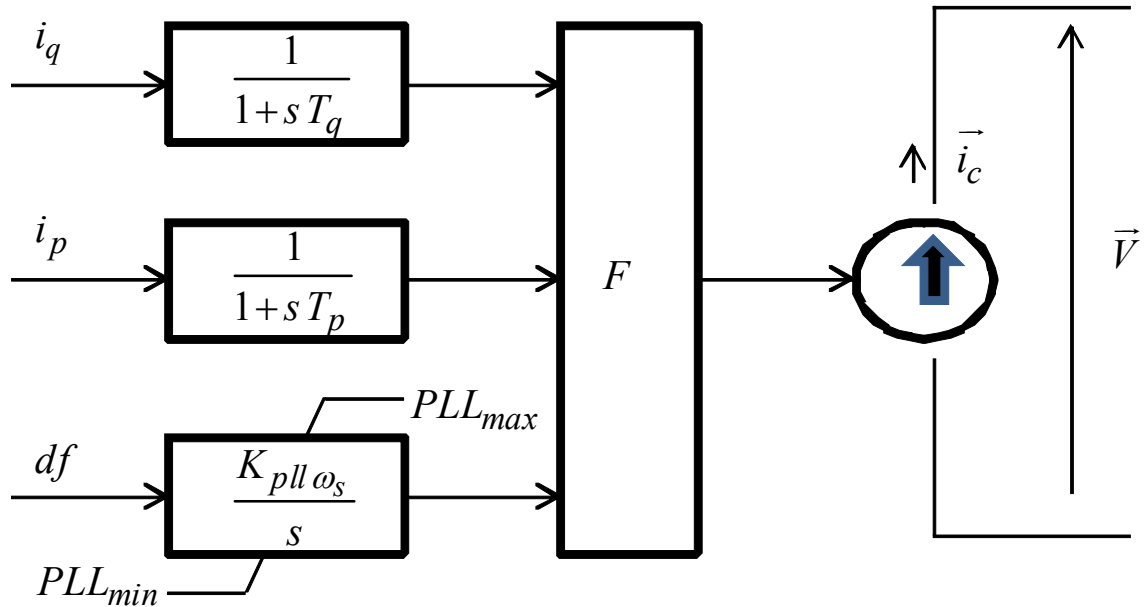 i_q
1
1 + s T_q
i_p
1
1 + s T_p
F
i_c
V
PLL_max
df
K_pll ω_s
s
PLL_min